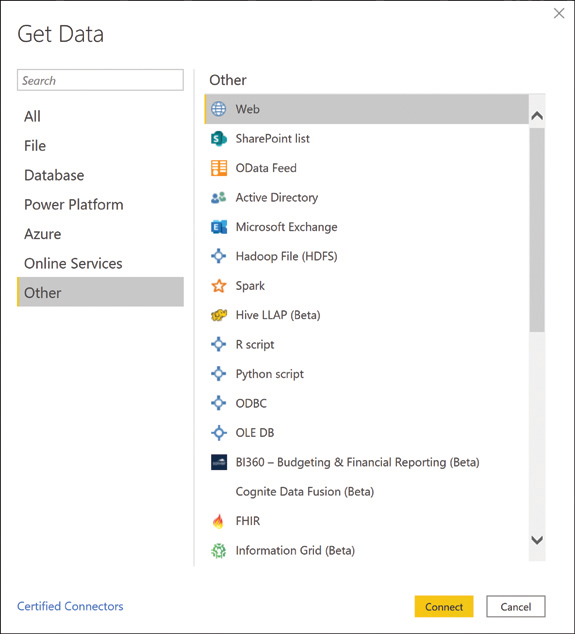 Get Data
Search
All
File
Database
Power Platform
Azure
Online Services
Other
Other
Web
SharePoint list
OData Feed
Active Directory
Microsoft Exchange
Hadoop File (HDFS)
Spark
Hive LLAP (Beta)
R script
Python script
ODBC
OLE DB
BI360 – Budgeting & Financial Reporting (Beta)
Cognite Data Fusion (Beta)
FHIR
Information Grid (Beta)
Certified Connectors
Connect
Cancel